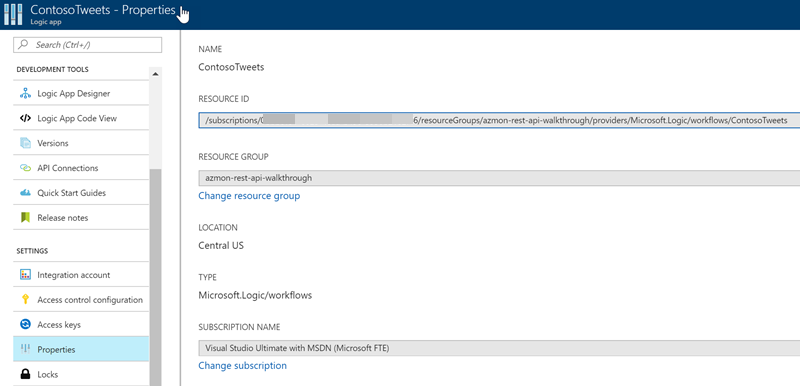 ContosoTweets - Properties
Logic app
Search (Ctrl+/)
DEVELOPMENT TOOLS
Logic App Designer
Logic App Code View
Versions
API Connections
Quick Start Guides
Release notes
SETTINGS
Integration account
Access control configuration
Access keys
Properties
Locks
NAME
ContosoTweets
RESOURCE ID
/subscriptions/ 6/resourceGroups/azmon-rest-api-walkthrough/providers/Microsoft.Logic/workflows/ContosoTweets
RESOURCE GROUP
azmon-rest-api-walkthrough
Change resource group
LOCATION
Central US
TYPE
Microsoft.Logic/workflows
SUBSCRIPTION NAME
Visual Studio Ultimate with MSDN (Microsoft FTE)
Change subscription